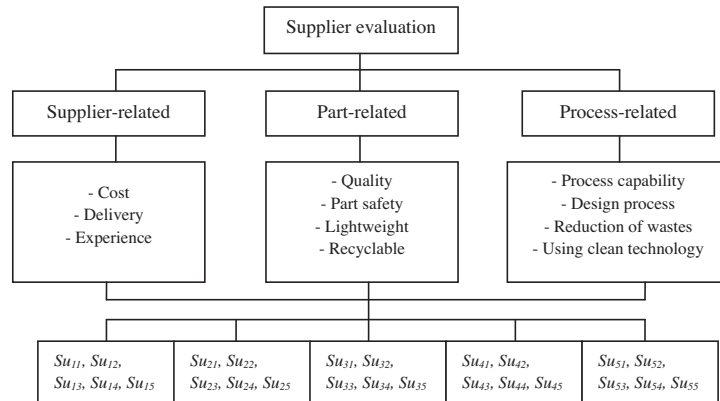 Supplier evaluation
Supplier-related
Part-related
Process-related
- Cost
- Delivery
- Experience
- Quality
- Part safety
- Lightweight
- Recyclable
- Process capability
- Design process
- Reduction of wastes
- Using clean technology
Su11, Su12,
Su13, Su14, Su15
Su21, Su22,
Su23, Su24, Su25
Su31, Su32,
Su33, Su34, Su35
Su41, Su42,
Su43, Su44, Su45
Su51, Su52,
Su53, Su54, Su55